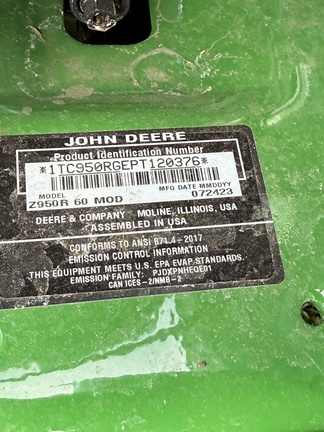 JOHN DEERE
Product Identification Number
*1TC950RGEPT120376*
MODEL MFG DATE MMDDYY
Z950R 60 MOD 072423
DEERE & COMPANY MOLINE, ILLINOIS, USA
ASSEMBLED IN USA
CONFORMS TO ANSI B71.4-2017
EMISSION CONTROL INFORMATION
THIS EQUIPMENT MEETS U.S. EPA EVAP STANDARDS.
EMISSION FAMILY: PJDXPNHEQE01
CAN ICES-2/NMB-2